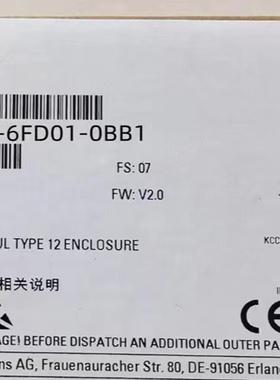 -6FD01-0BB1
FS: 07
FW: V2.0
UL TYPE 12 ENCLOSURE
KCC
相关说明
AGE! BEFORE DISPATCH AN ADDITIONAL OUTER PA
ns AG, Frauenauracher Str. 80, DE-91056 Erlan